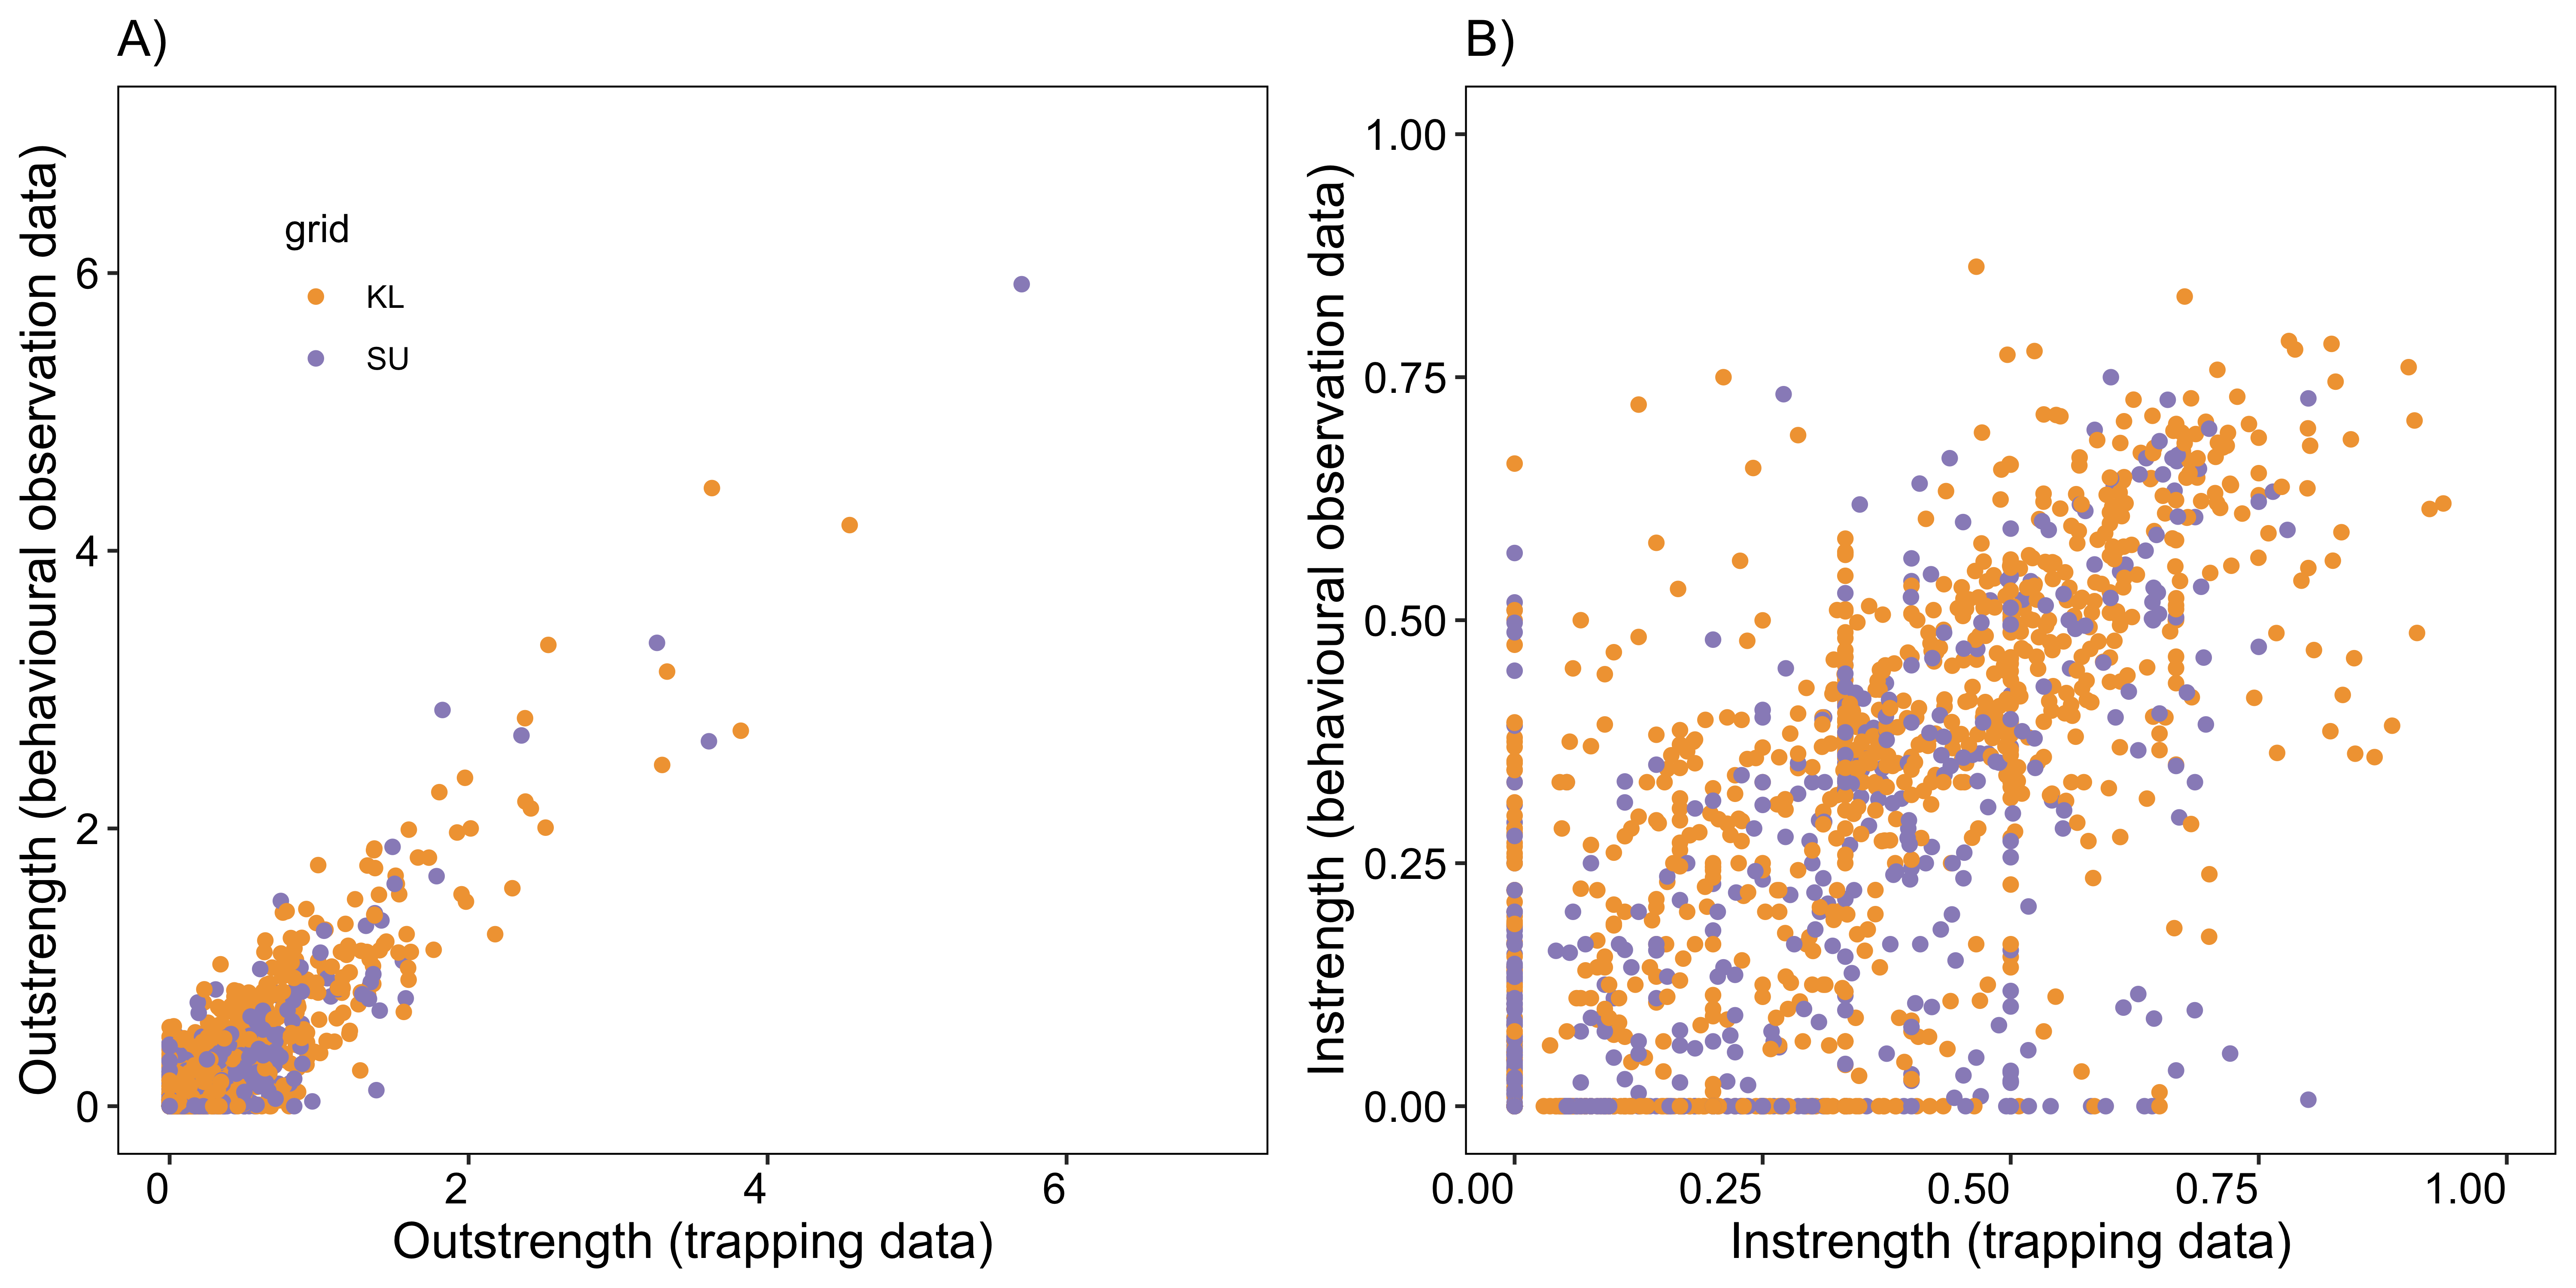 A)
Outstrength (behavioural observation data)
6
4
2
0
grid
KL
SU
0 2 4 6
Outstrength (trapping data)
B)
Instrength (behavioural observation data)
1.00
0.75
0.50
0.25
0.00
0.00 0.25 0.50 0.75 1.00
Instrength (trapping data)